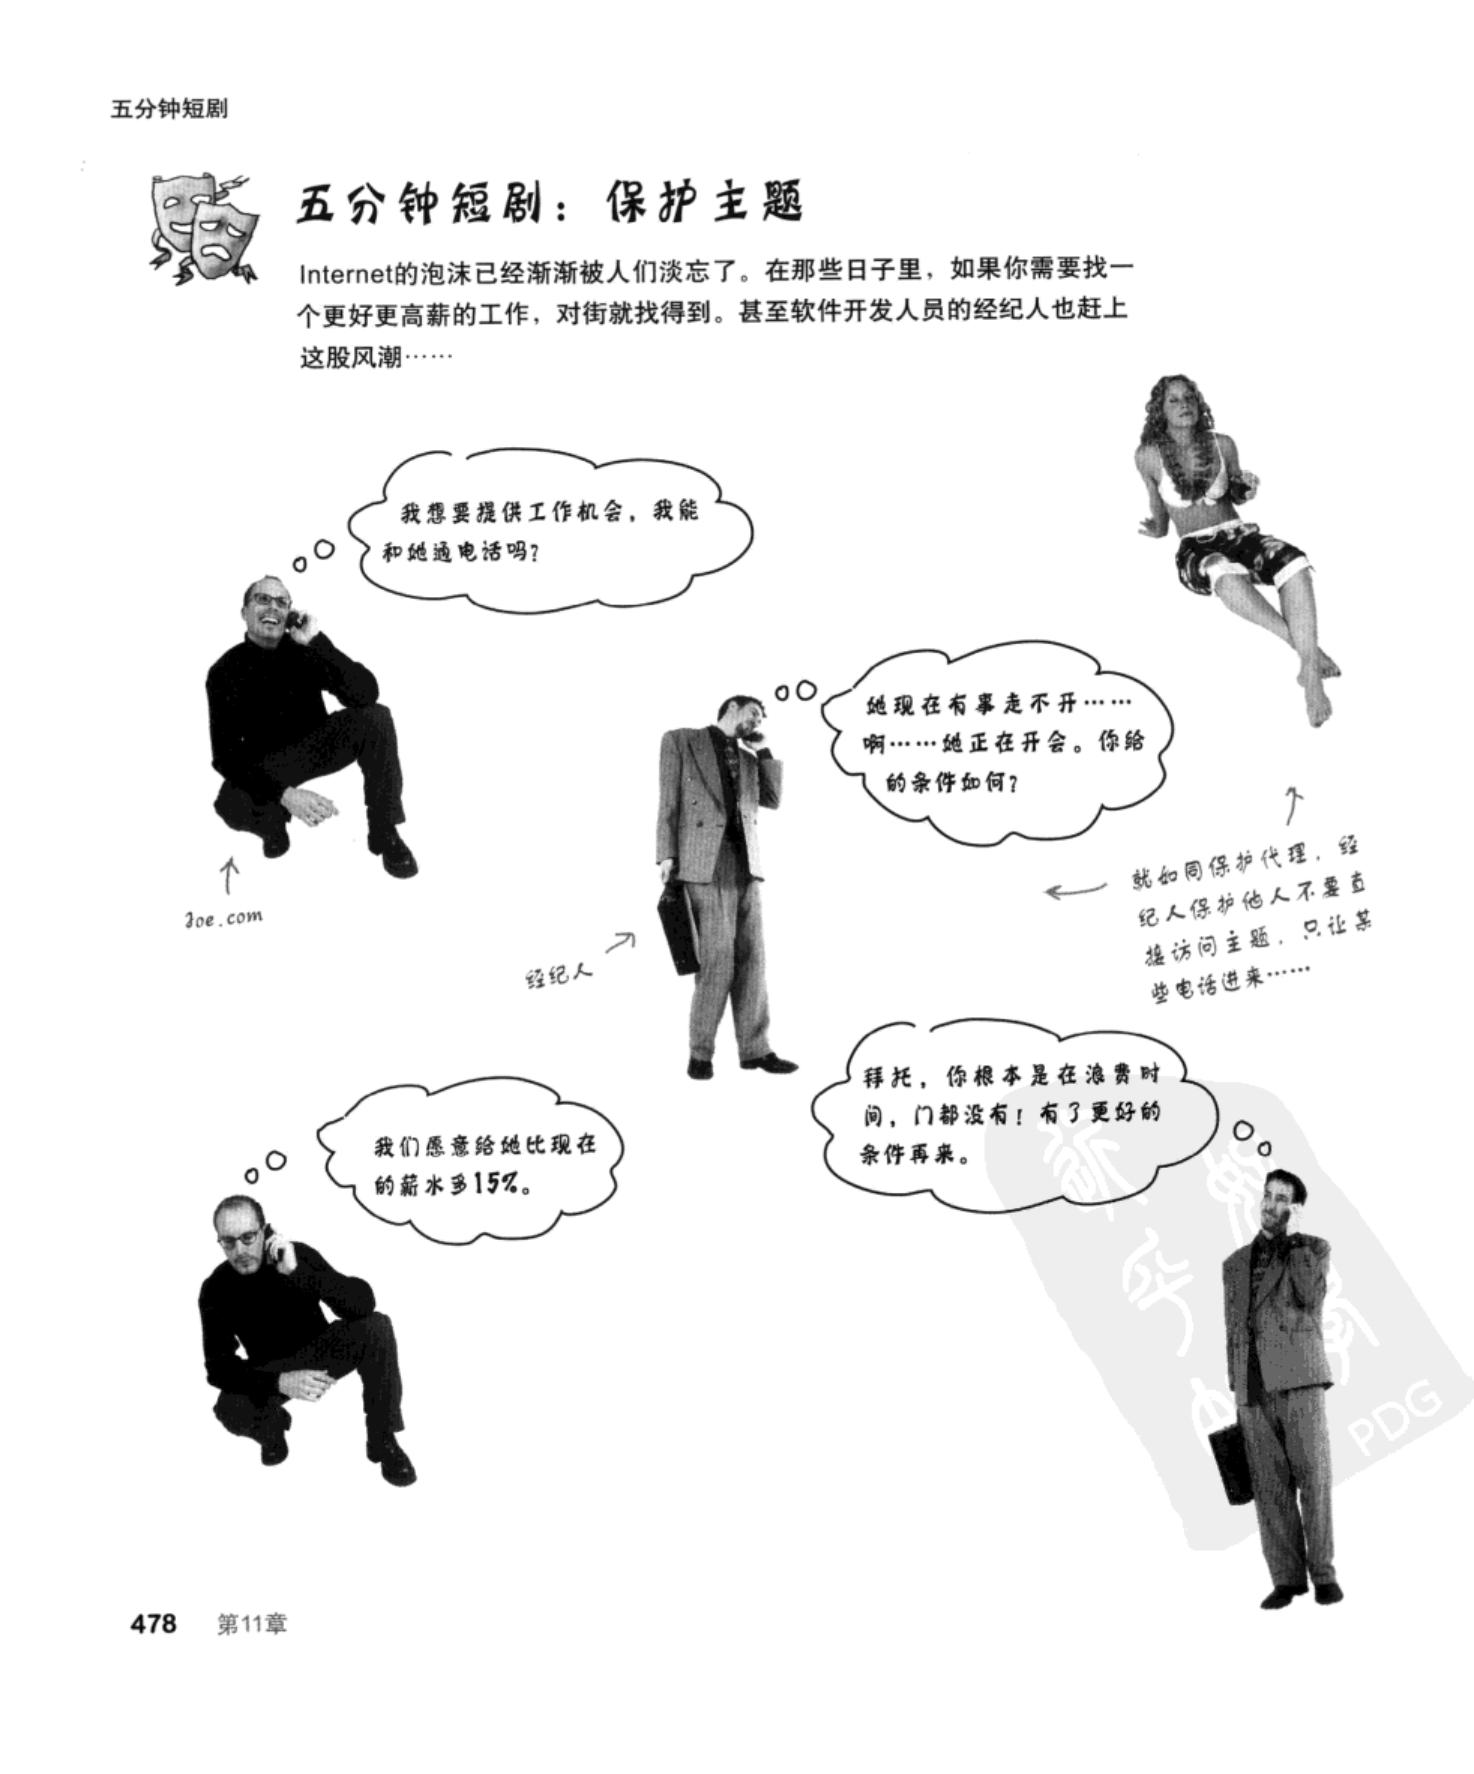 五分钟短剧
五分钟短剧：保护主题
Internet的泡沫已经渐渐被人们淡忘了。在那些日子里，如果你需要找一
个更好更高薪的工作，对街就找得到。甚至软件开发人员的经纪人也赶上
这股风潮……
我想要提供工作机会，我能
和她通电话吗？
她现在有事走不开……
啊……她正在开会。你给
的条件如何？
Joe.com
就如同保护代理，经
纪人保护他人不要直
接访问主题，只让某
些电话进来……
经纪人
我们愿意给她比现在
的薪水多15%。
拜托，你根本是在浪费时
间，门都没有！有了更好的
条件再来。
PDG
478 第11章